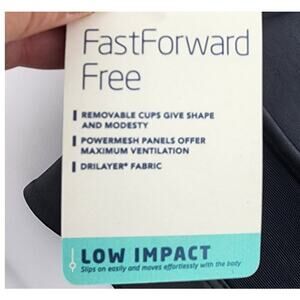 FastForward
Free
REMOVABLE CUPS GIVE SHAPE
AND MODESTY
POWERMESH PANELS OFFER
MAXIMUM VENTILATION
DRILAYER® FABRIC
LOW IMPACT
Slips on easily and moves effortlessly with the body